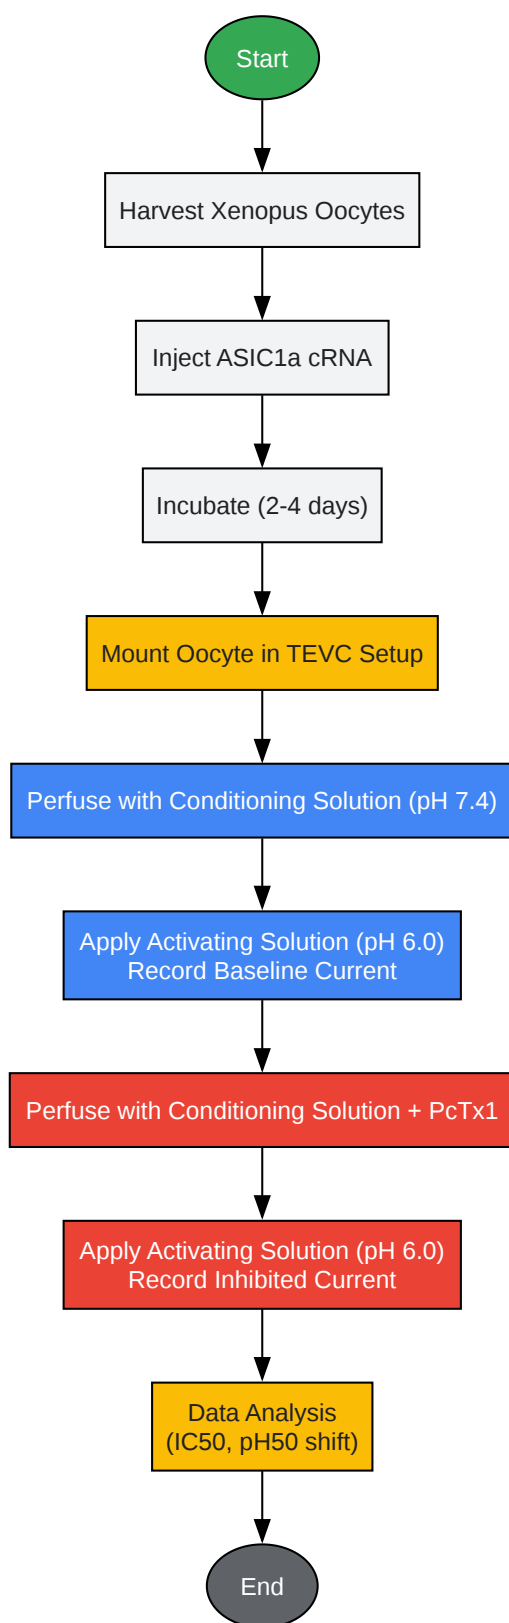 Start
Harvest Xenopus Oocytes
Inject ASIC1a cRNA
Incubate (2-4 days)
Mount Oocyte in TEVC Setup
Perfuse with Conditioning Solution (pH 7.4)
Apply Activating Solution (pH 6.0)
Record Baseline Current
Perfuse with Conditioning Solution + PcTx1
Apply Activating Solution (pH 6.0)
Record Inhibited Current
Data Analysis
(IC50, pH50 shift)
End